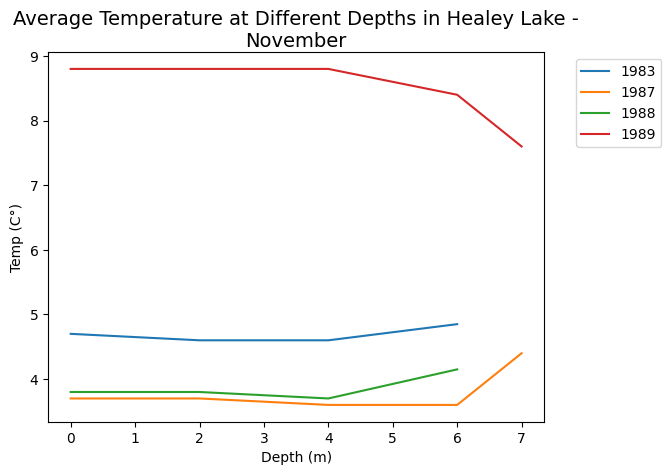 Average Temperature at Different Depths in Healey Lake -
November
1983
1987
1988
1989
9
8
7
6
5
4
Temp (C°)
0 1 2 3 4 5 6 7
Depth (m)